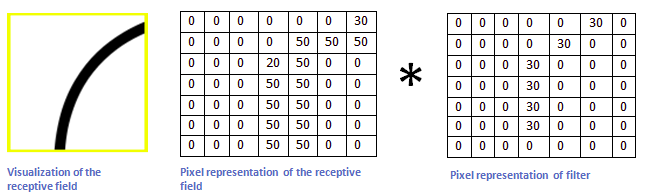 0 0 0 0 0 0 30
0 0 0 0 50 50 50
0 0 0 20 50 0 0
0 0 0 50 50 0 0
0 0 0 50 50 0 0
0 0 0 50 50 0 0
0 0 0 50 50 0 0
*
0 0 0 0 0 30 0
0 0 0 0 30 0 0
0 0 0 30 0 0 0
0 0 0 30 0 0 0
0 0 0 30 0 0 0
0 0 0 30 0 0 0
0 0 0 0 0 0 0
Visualization of the
receptive field
Pixel representation of the receptive
field
Pixel representation of filter